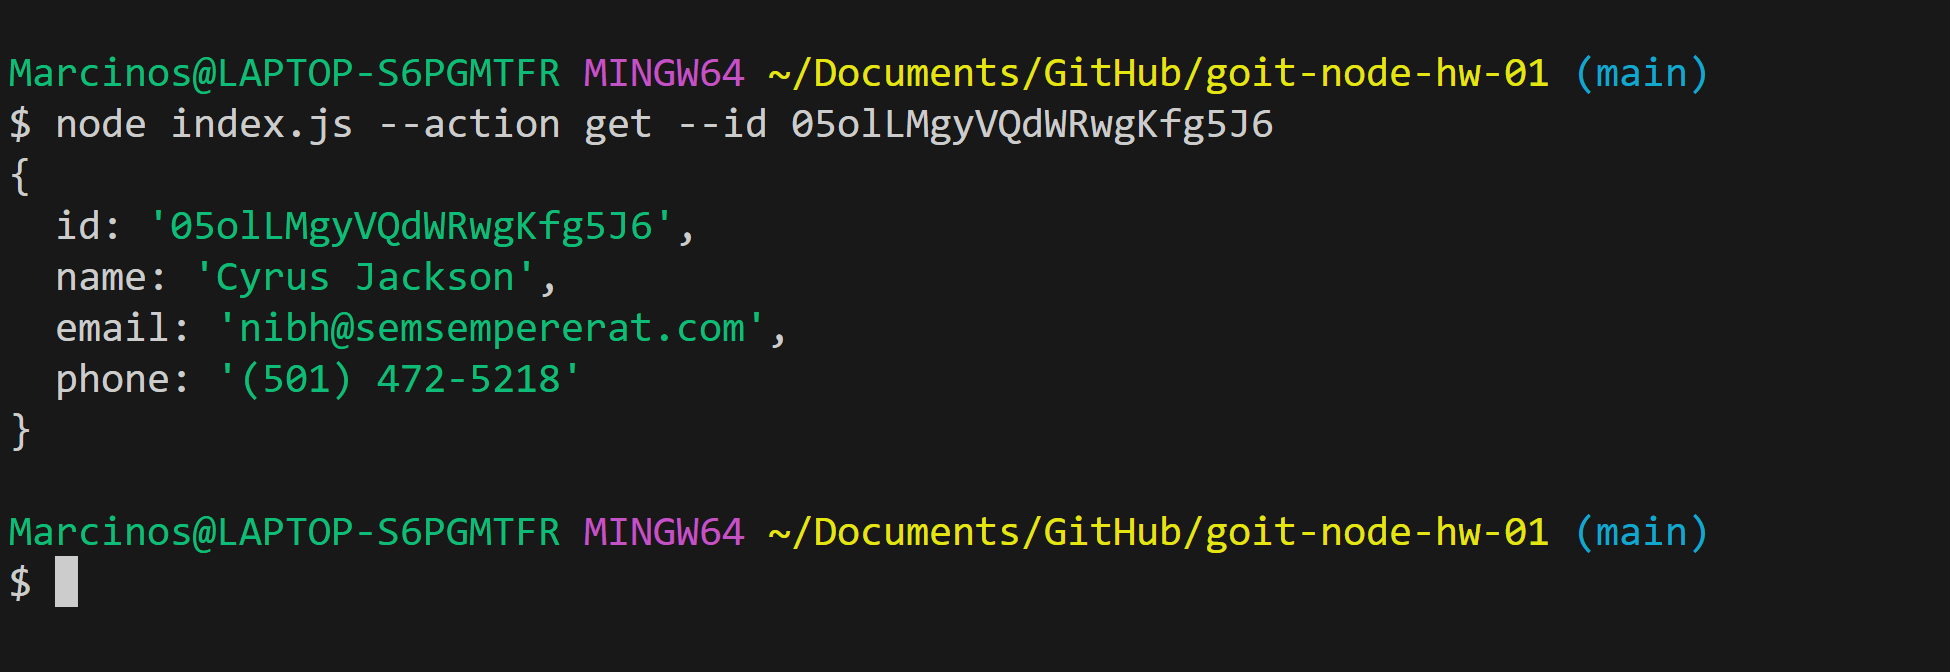 Marcinos@LAPTOP-S6PGMTFR MINGW64 ~/Documents/GitHub/goit-node-hw-01 (main)
$ node index.js --action get --id 05olLMgyVQdWRwgKfg5J6
{
  id: '05olLMgyVQdWRwgKfg5J6',
  name: 'Cyrus Jackson',
  email: 'nibh@semsempererat.com',
  phone: '(501) 472-5218'
}
Marcinos@LAPTOP-S6PGMTFR MINGW64 ~/Documents/GitHub/goit-node-hw-01 (main)
$